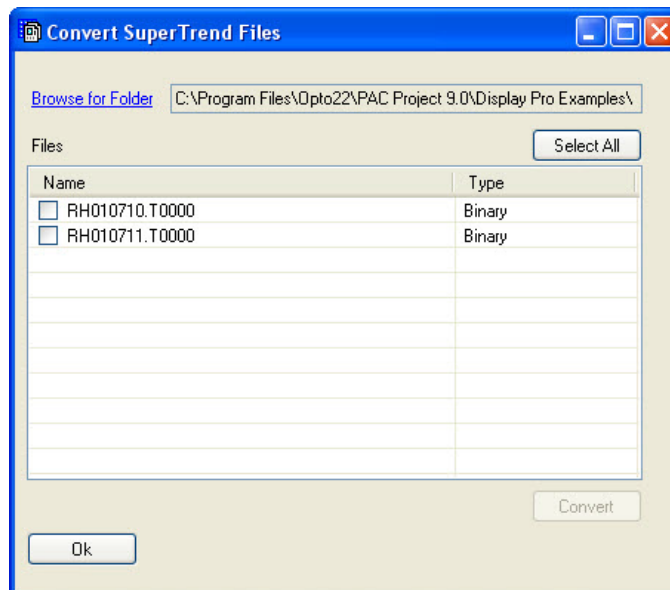 Convert SuperTrend Files
Browse for Folder C:\Program Files\Opto22\PAC Project 9.0\Display Pro Examples\
Files Select All
Name Type
RH010710.T0000 Binary
RH010711.T0000 Binary
Convert
Ok